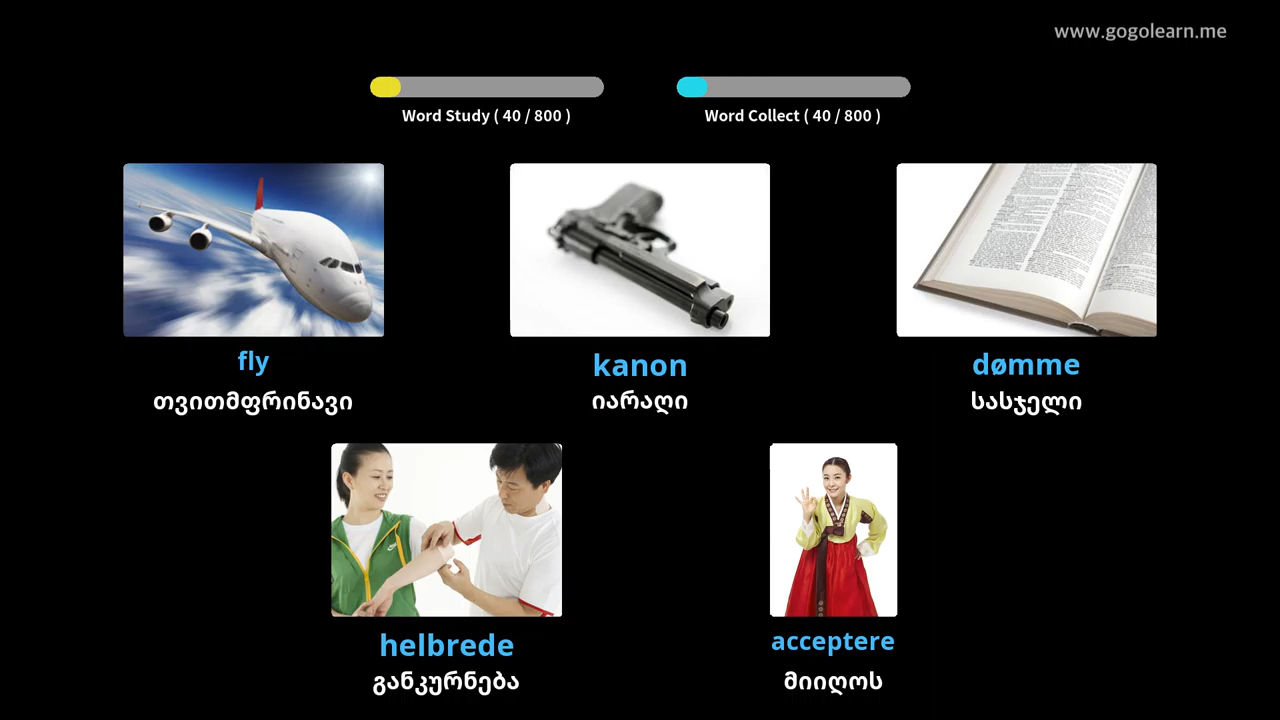 www.gogolearn.me
Word Study ( 40 / 800 )
Word Collect ( 40 / 800 )
fly
kanon
dømme
თვითმფრინავი
იარაღი
სასჯელი
helbrede
acceptere
განკურნება
მიიღოს